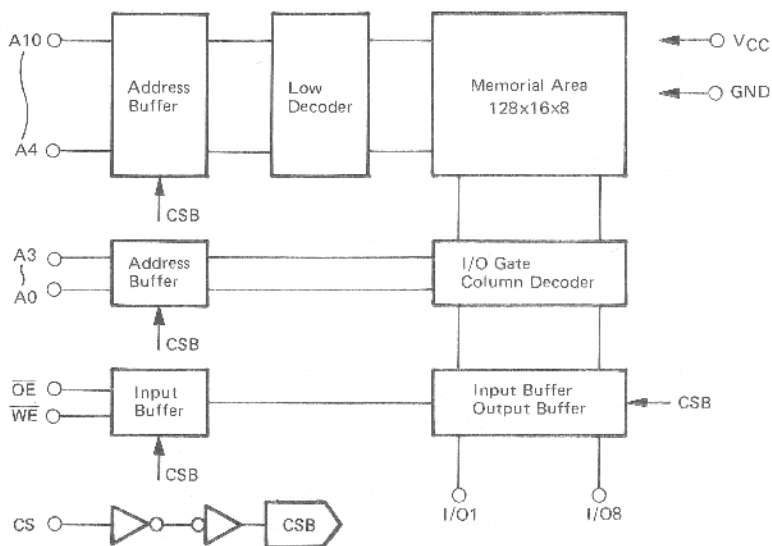 A10
Address
Buffer
Low
Decoder
Memorial Area
128x16x8
VCC
GND
A4
CSB
A3
Address
Buffer
I/O Gate
Column Decoder
A0
CSB
OE
Input
Buffer
Input Buffer
Output Buffer
CSB
WE
CSB
CS
CSB
I/O1
I/O8